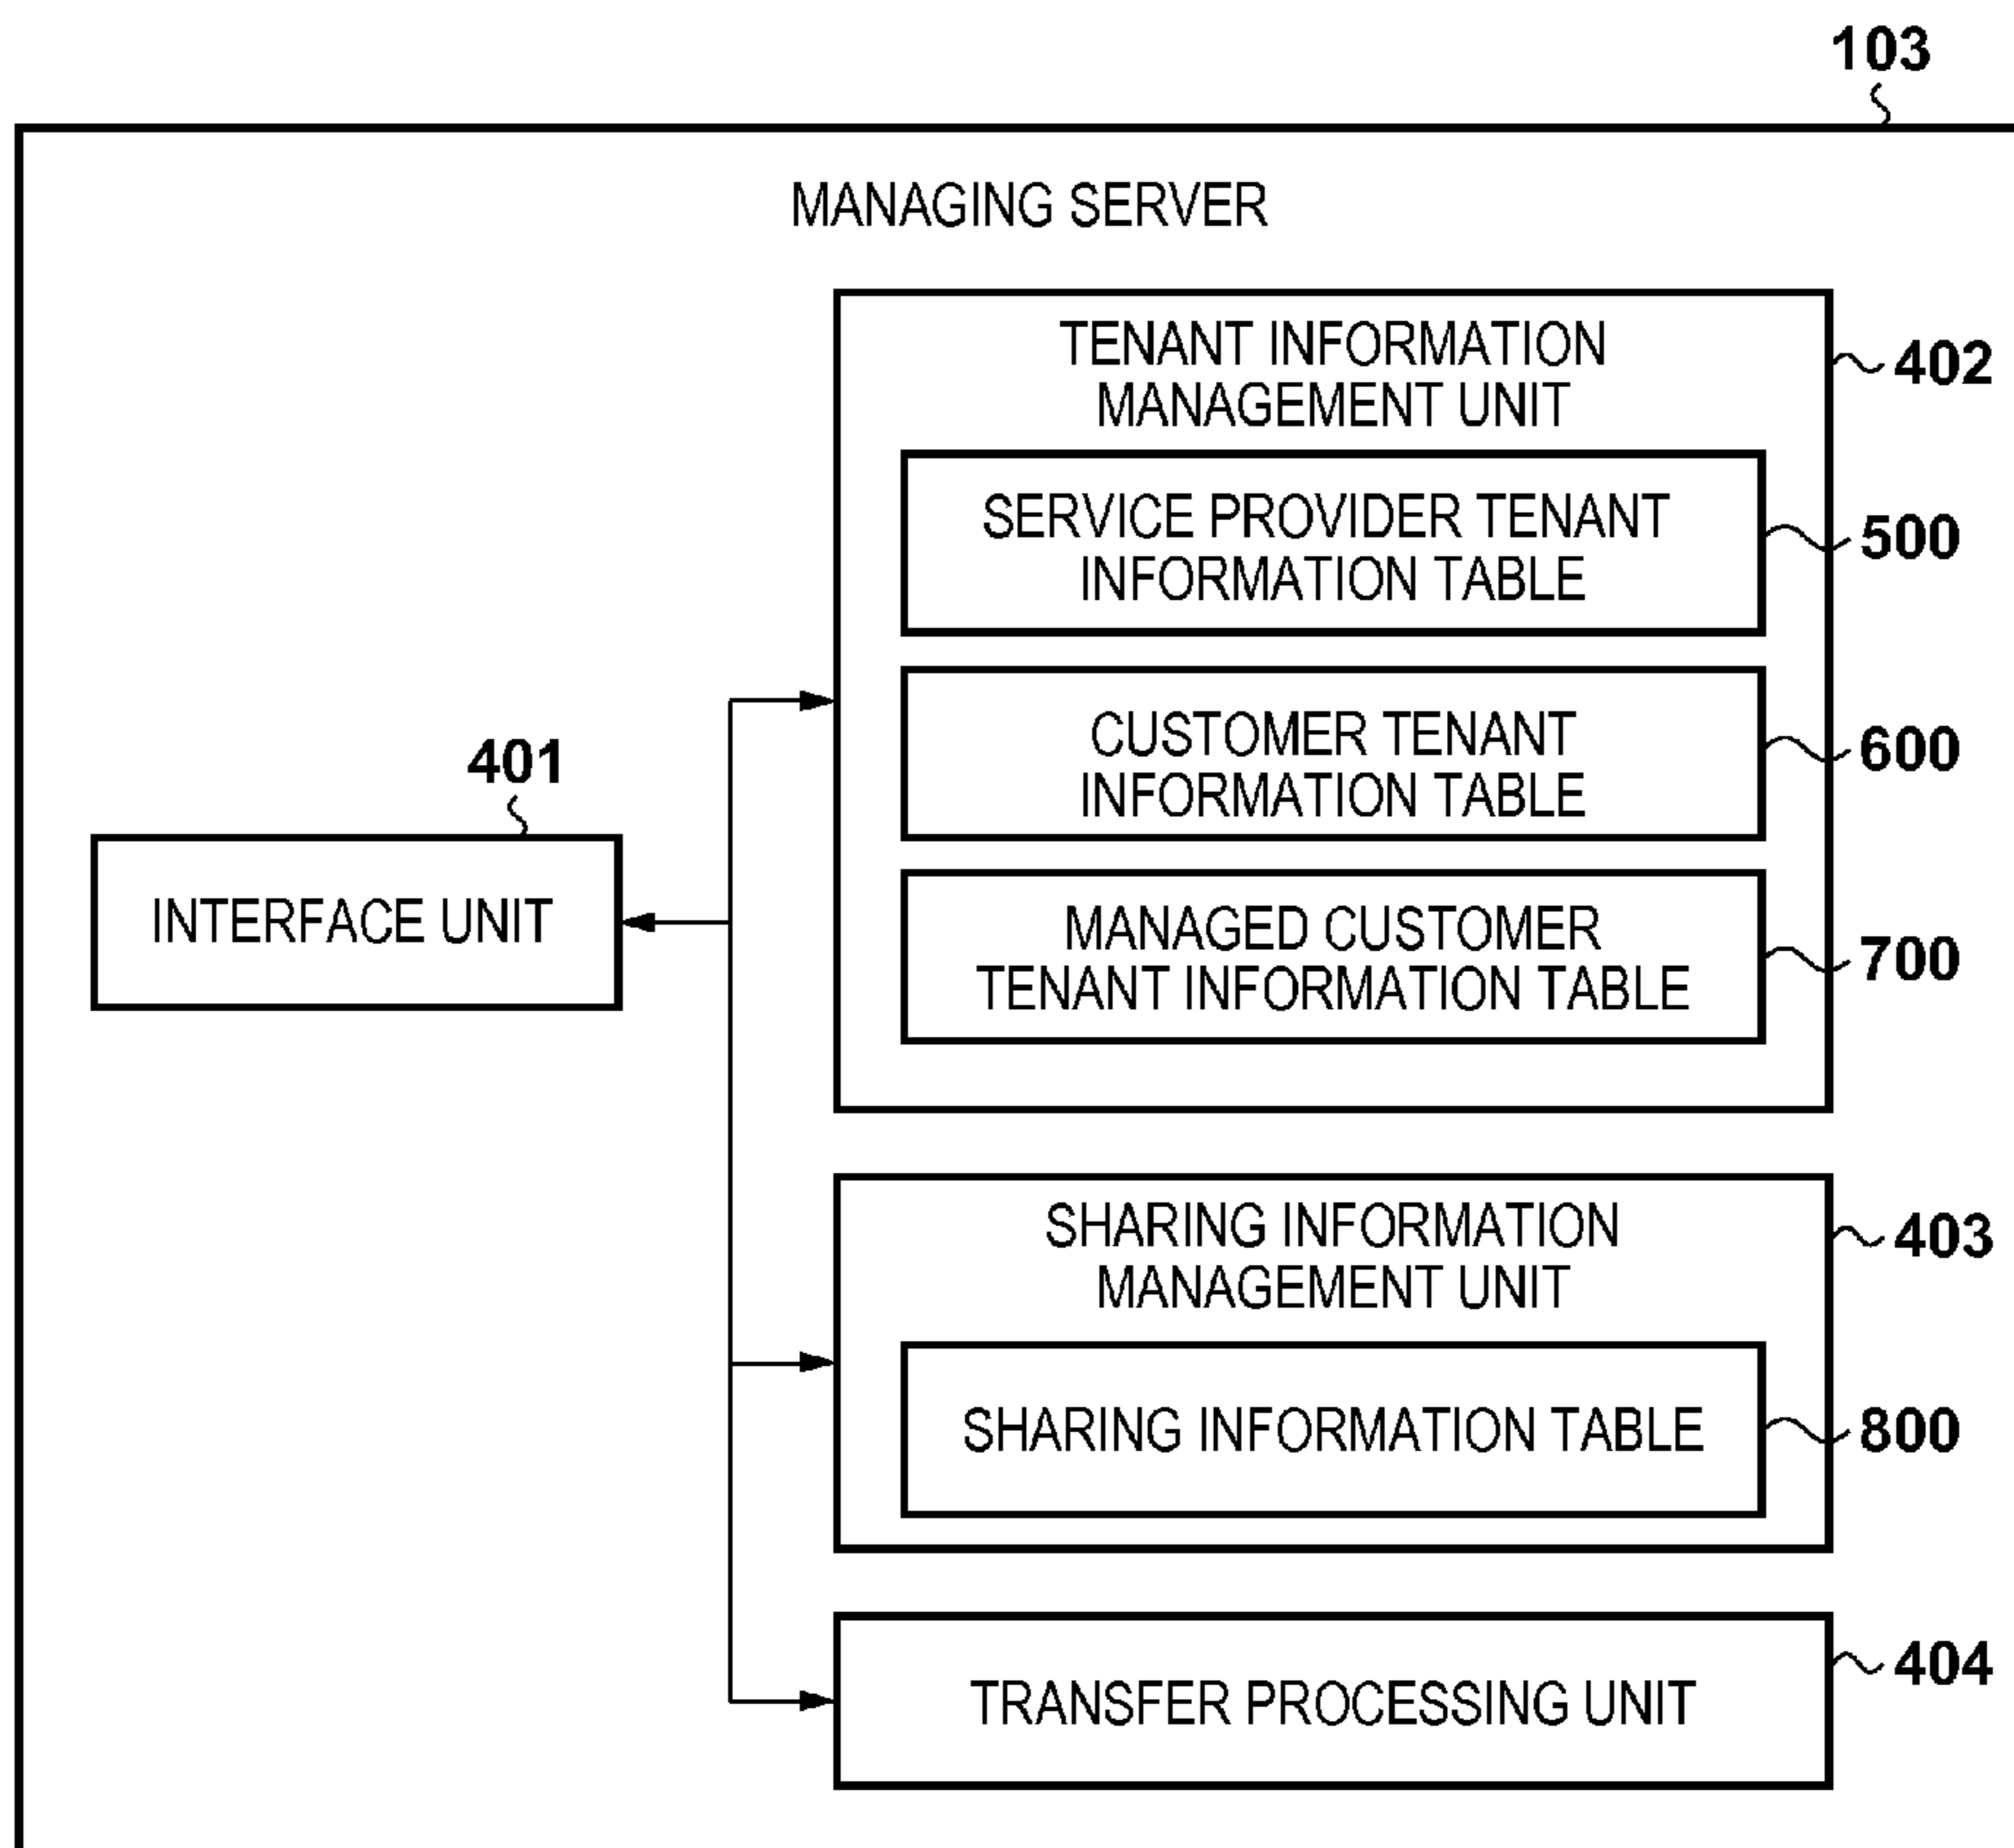 103
MANAGING SERVER
TENANT INFORMATION
MANAGEMENT UNIT
402
SERVICE PROVIDER TENANT
INFORMATION TABLE
500
CUSTOMER TENANT
INFORMATION TABLE
600
401
INTERFACE UNIT
MANAGED CUSTOMER
TENANT INFORMATION TABLE
700
SHARING INFORMATION
MANAGEMENT UNIT
403
SHARING INFORMATION TABLE
800
TRANSFER PROCESSING UNIT
404